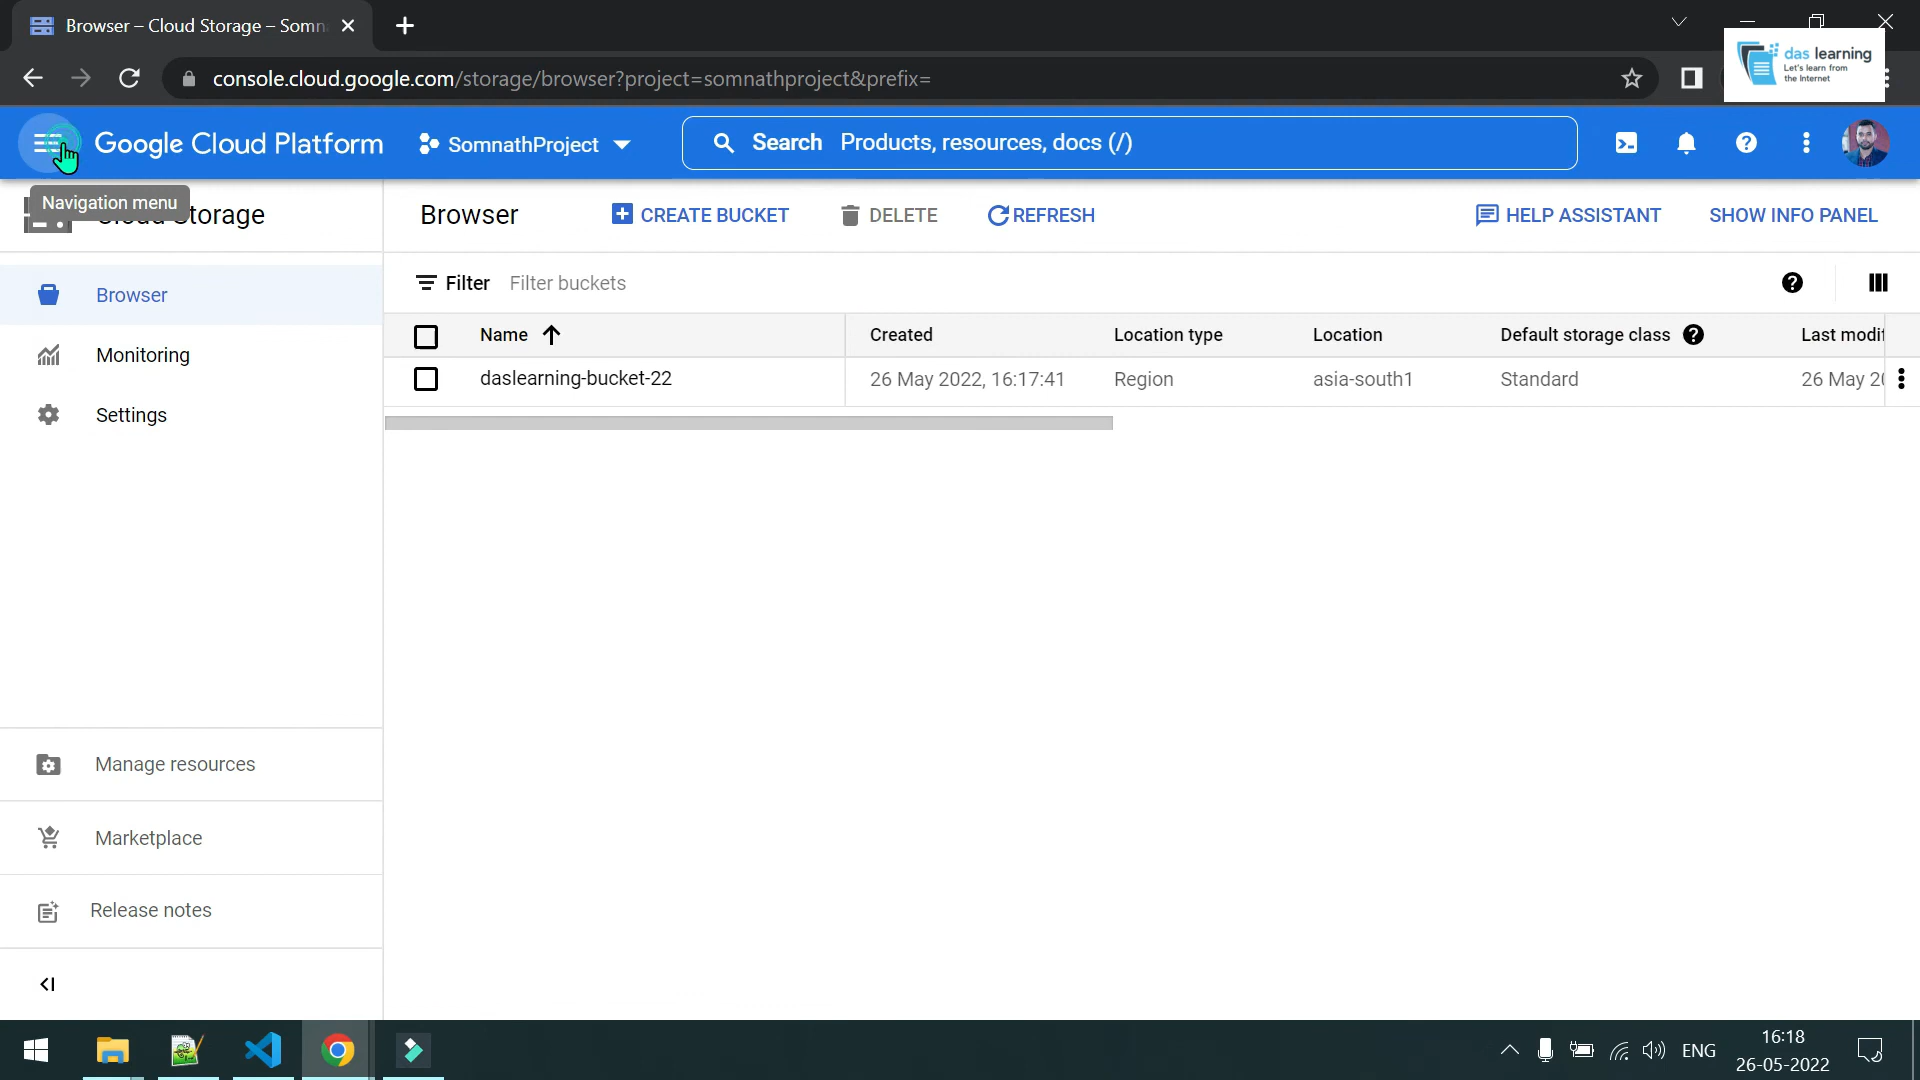 Browser – Cloud Storage – Somn
console.cloud.google.com/storage/browser?project=somnathproject&prefix=
das learning
Let's learn from
the Internet
Google Cloud Platform
SomnathProject
Search Products, resources, docs (/)
Navigation menu
Cloud Storage
Browser
CREATE BUCKET
DELETE
REFRESH
HELP ASSISTANT
SHOW INFO PANEL
Browser
Monitoring
Settings
Filter Filter buckets
Name Created Location type Location Default storage class Last modif
daslearning-bucket-22 26 May 2022, 16:17:41 Region asia-south1 Standard 26 May 20
Manage resources
Marketplace
Release notes
ENG
16:18
26-05-2022